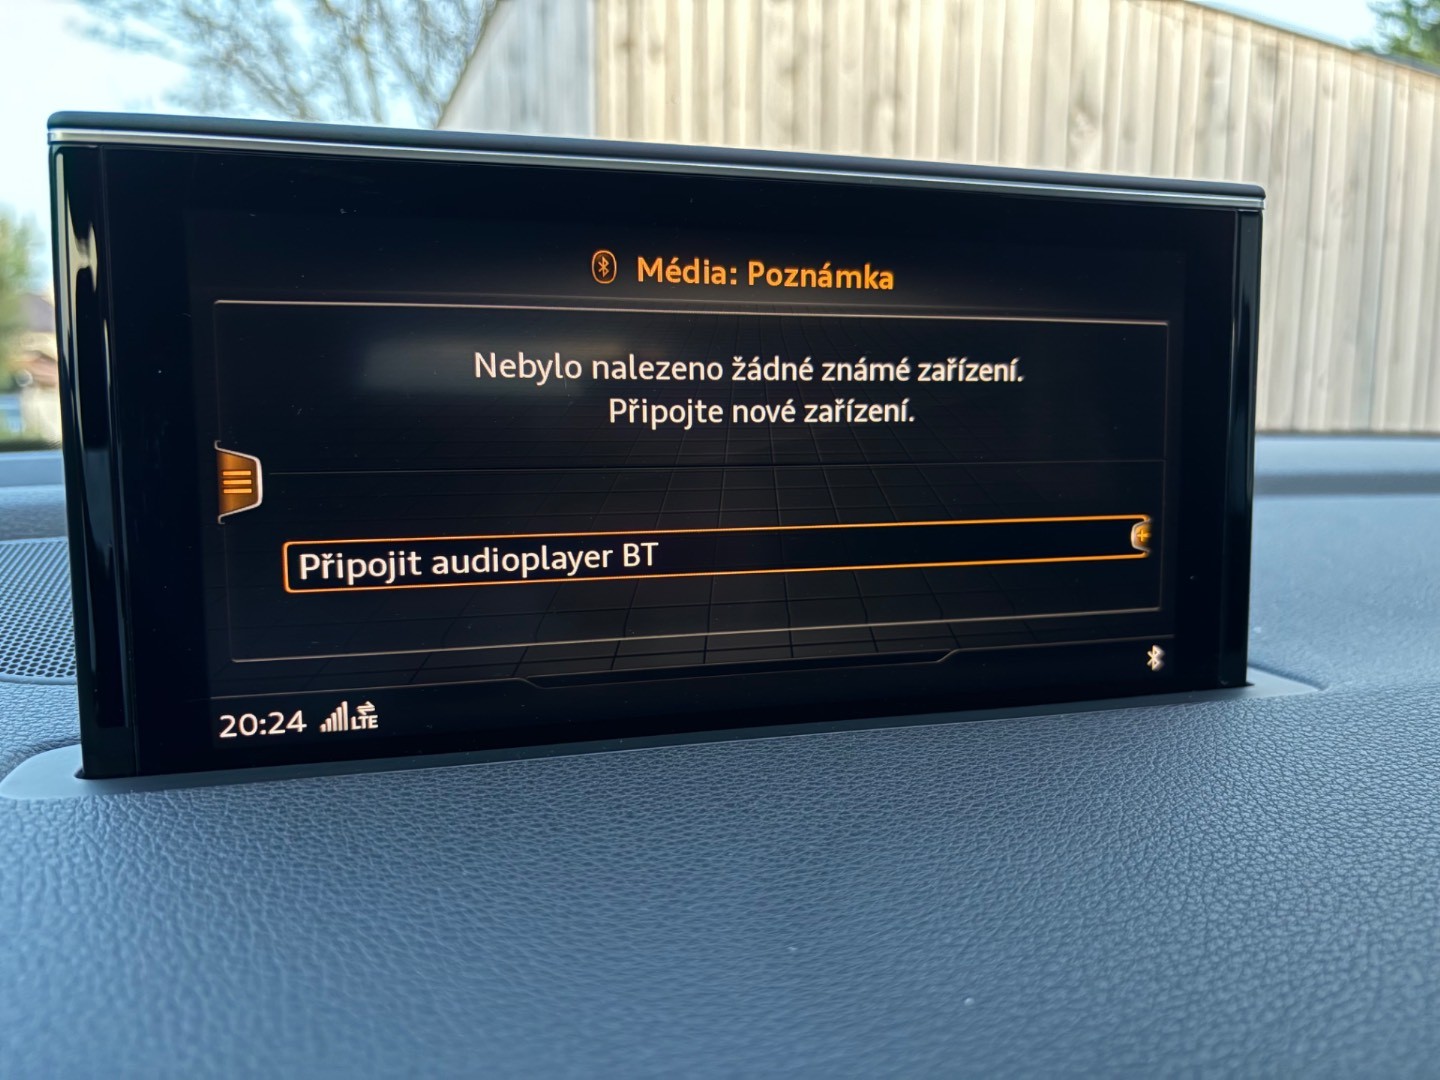 Média: Poznámka
Nebylo nalezeno žádné známé zařízení.
Připojte nové zařízení.
Připojit audioplayer BT
20:24 LTE